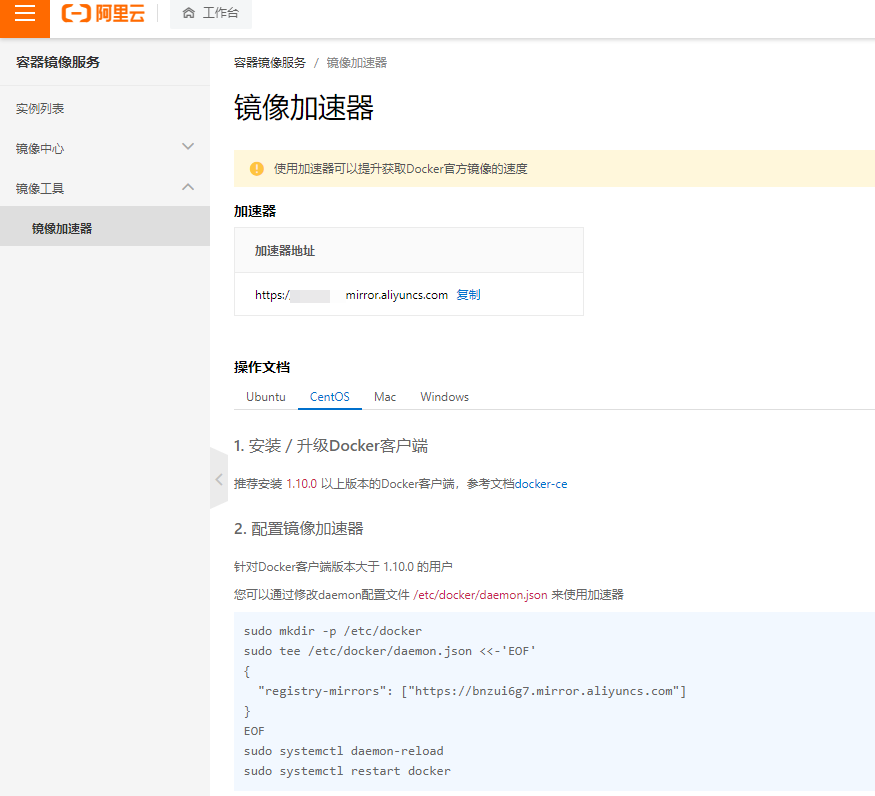 阿里云
工作台
容器镜像服务
实例列表
镜像中心
镜像工具
镜像加速器
容器镜像服务 / 镜像加速器
镜像加速器
使用加速器可以提升获取Docker官方镜像的速度
加速器
加速器地址
https:/ mirror.aliyuncs.com 复制
操作文档
Ubuntu CentOS Mac Windows
1. 安装 / 升级Docker客户端
推荐安装 1.10.0 以上版本的Docker客户端，参考文档docker-ce
2. 配置镜像加速器
针对Docker客户端版本大于 1.10.0 的用户
您可以通过修改daemon配置文件 /etc/docker/daemon.json 来使用加速器
sudo mkdir -p /etc/docker
sudo tee /etc/docker/daemon.json <<-'EOF'
{
  "registry-mirrors": ["https://bnzui6g7.mirror.aliyuncs.com"]
}
EOF
sudo systemctl daemon-reload
sudo systemctl restart docker